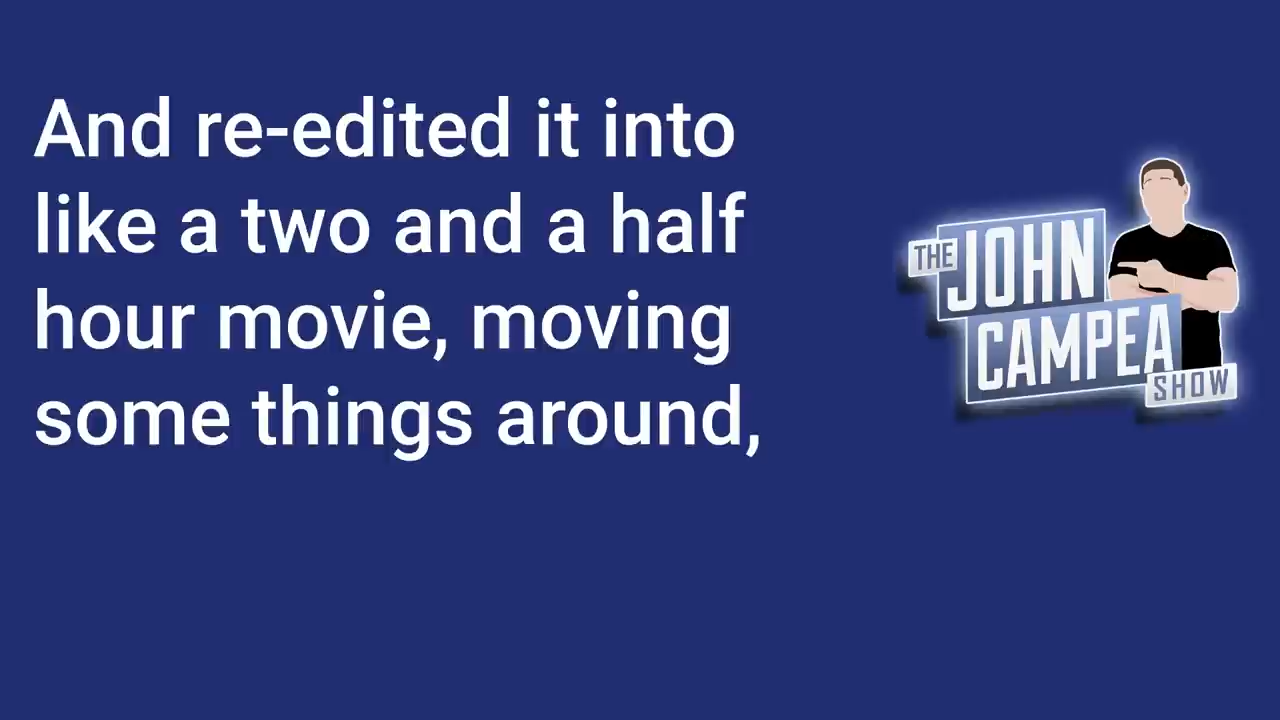 And re-edited it into
like a two and a half
hour movie, moving
some things around,
THE
JOHN
CAMPEA
SHOW